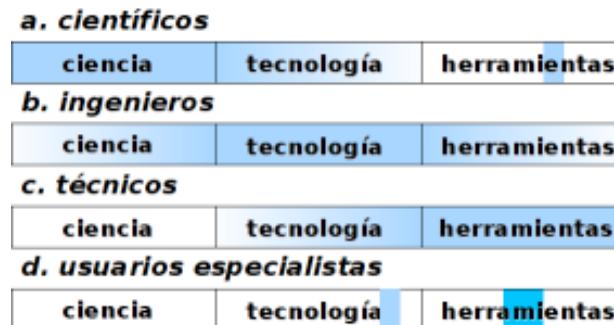 a. científicos
ciencia tecnología herramientas
b. ingenieros
ciencia tecnología herramientas
c. técnicos
ciencia tecnología herramientas
d. usuarios especialistas
ciencia tecnología herramientas